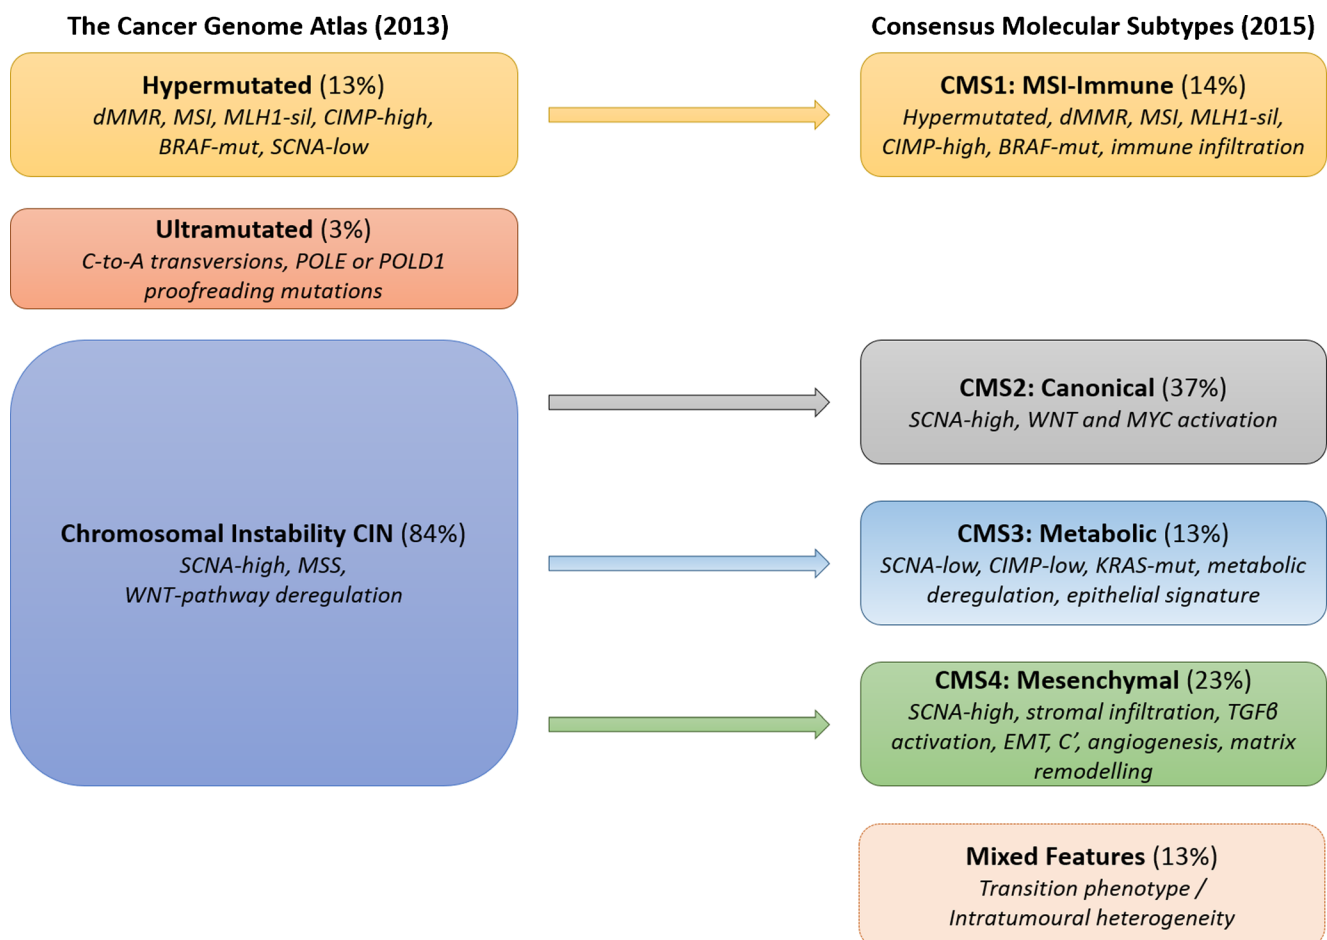 The Cancer Genome Atlas (2013)
Hypermutated (13%)
dMMR, MSI, MLH1-sil, CIMP-high,
BRAF-mut, SCNA-low
Ultramutated (3%)
C-to-A transversions, POLE or POLD1
proofreading mutations
Chromosomal Instability CIN (84%)
SCNA-high, MSS,
WNT-pathway deregulation
Consensus Molecular Subtypes (2015)
CMS1: MSI-Immune (14%)
Hypermutated, dMMR, MSI, MLH1-sil,
CIMP-high, BRAF-mut, immune infiltration
CMS2: Canonical (37%)
SCNA-high, WNT and MYC activation
CMS3: Metabolic (13%)
SCNA-low, CIMP-low, KRAS-mut, metabolic
deregulation, epithelial signature
CMS4: Mesenchymal (23%)
SCNA-high, stromal infiltration, TGFβ
activation, EMT, C’, angiogenesis, matrix
remodelling
Mixed Features (13%)
Transition phenotype /
Intratumoural heterogeneity